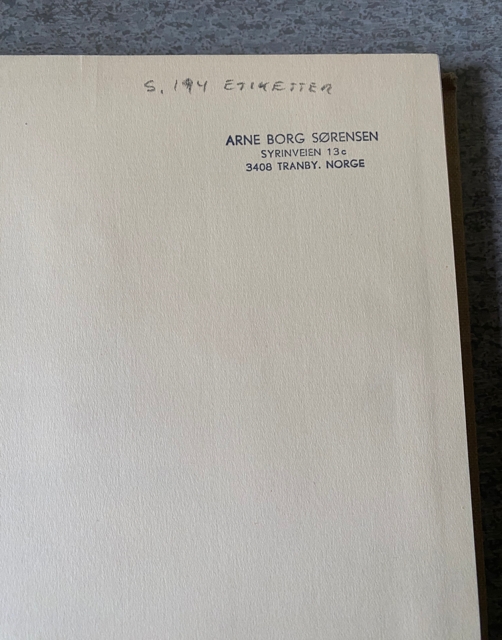 S. 194 ETIKETTER
ARNE BORG SØRENSEN
SYRINVEIEN 13c
3408 TRANBY. NORGE